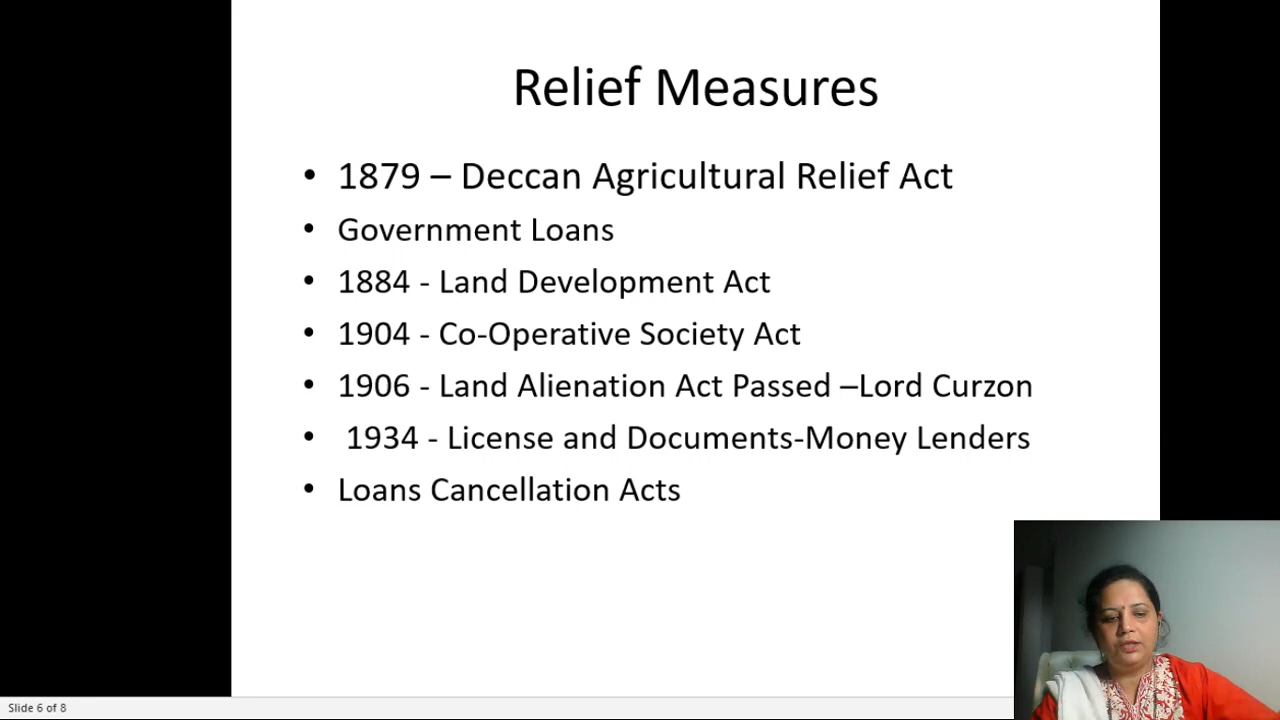 Relief Measures
• 1879 – Deccan Agricultural Relief Act
• Government Loans
• 1884 - Land Development Act
• 1904 - Co-Operative Society Act
• 1906 - Land Alienation Act Passed –Lord Curzon
• 1934 - License and Documents-Money Lenders
• Loans Cancellation Acts
Slide 6 of 8